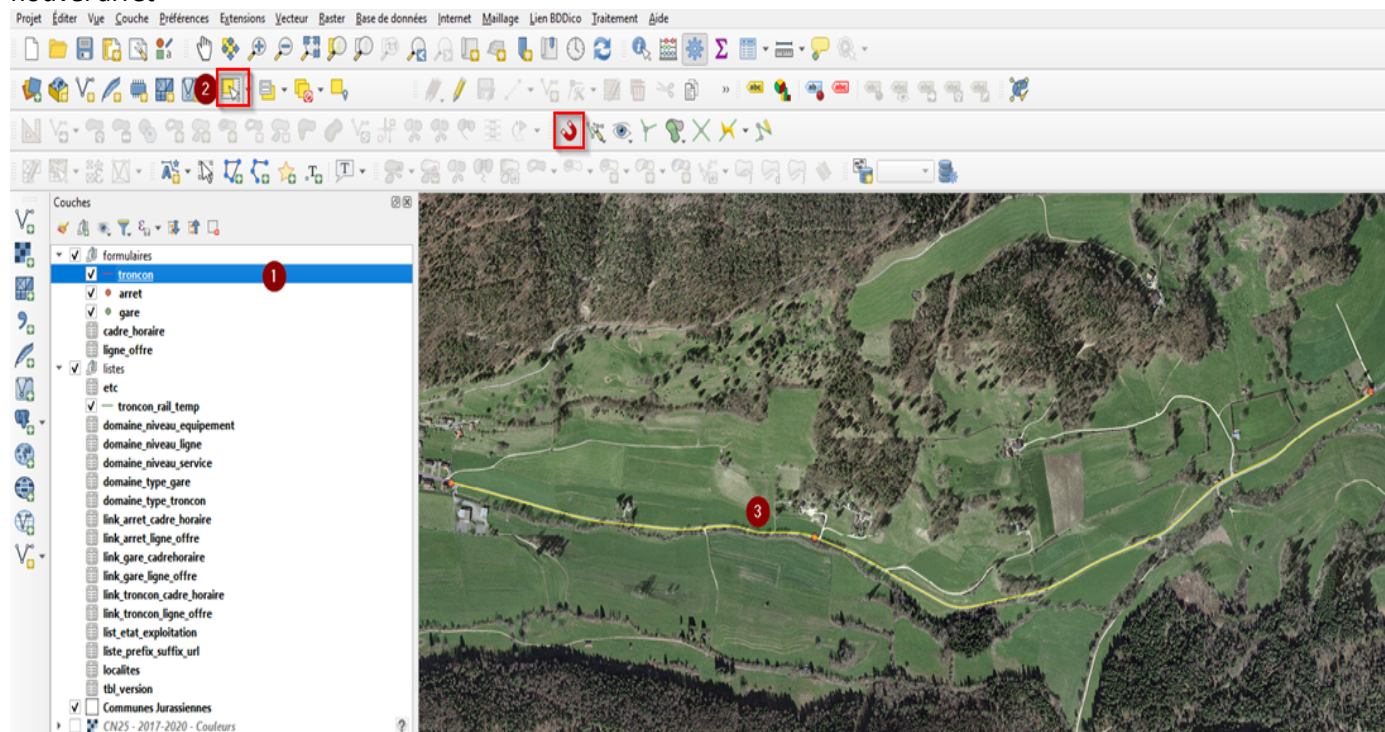 nouvel arrêt
Projet Éditer Vue Couche Préférences Extensions Vecteur Raster Base de données Internet Maillage Lien BDDico Traitement Aide
2
Couches
formulaires
troncon
1
arret
gare
cadre_horaire
ligne_offre
listes
etc
troncon_rail_temp
domaine_niveau_equipement
domaine_niveau_ligne
domaine_niveau_service
domaine_type_gare
domaine_type_troncon
link_arret_cadre_horaire
link_arret_ligne_offre
link_gare_cadrehoraire
link_gare_ligne_offre
link_troncon_cadre_horaire
link_troncon_ligne_offre
list_etat_exploitation
liste_prefix_suffix_url
localites
tbl_version
Communes Jurassiennes
CN25 - 2017-2020 - Couleurs ?
3